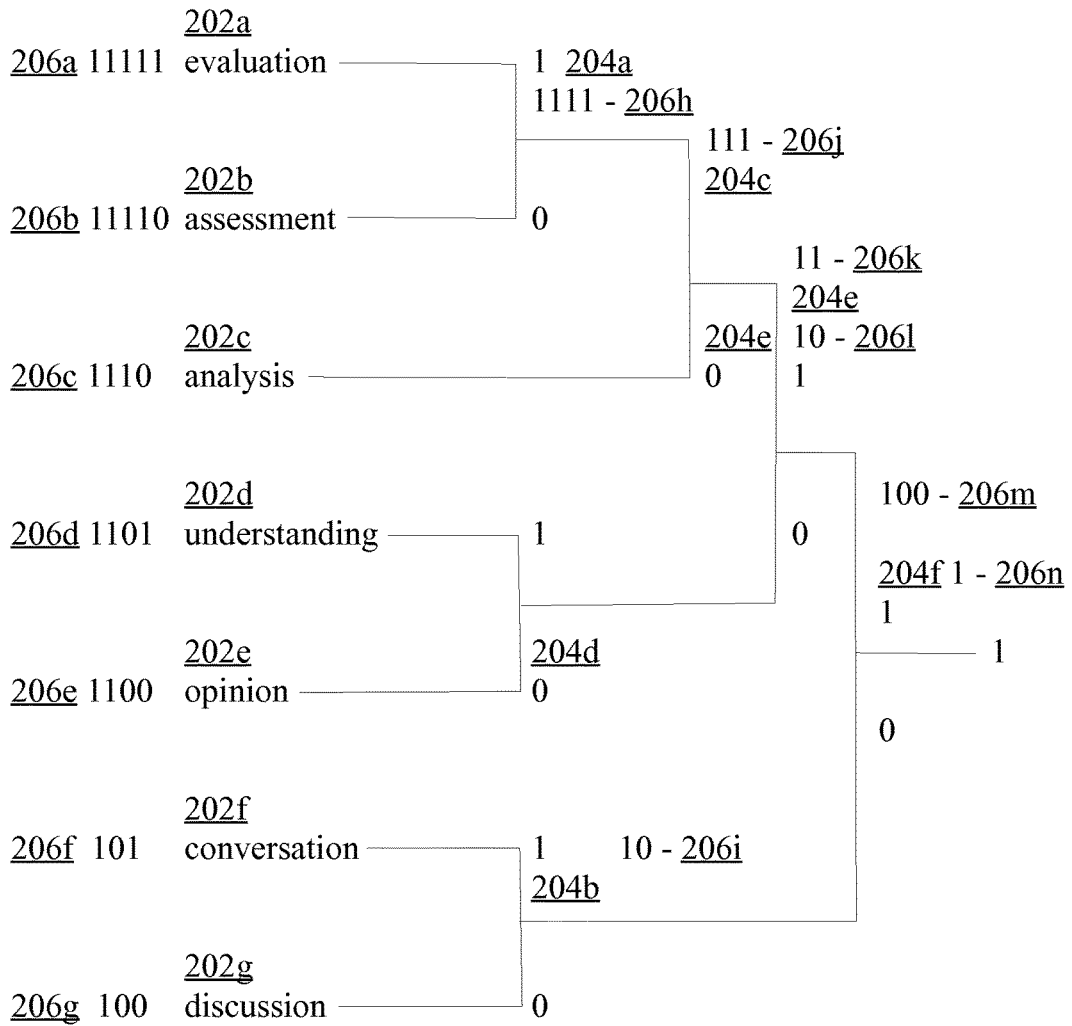 202a
206a 11111 evaluation 1 204a
1111 - 206h
111 - 206j
202b 204c
206b 11110 assessment 0
11 - 206k
204e
202c 204e 10 - 206l
206c 1110 analysis 0 1
202d 100 - 206m
206d 1101 understanding 1 0
204f 1 - 206n
1
202e 204d 1
206e 1100 opinion 0
0
202f
206f 101 conversation 1 10 - 206i
204b
202g
206g 100 discussion 0